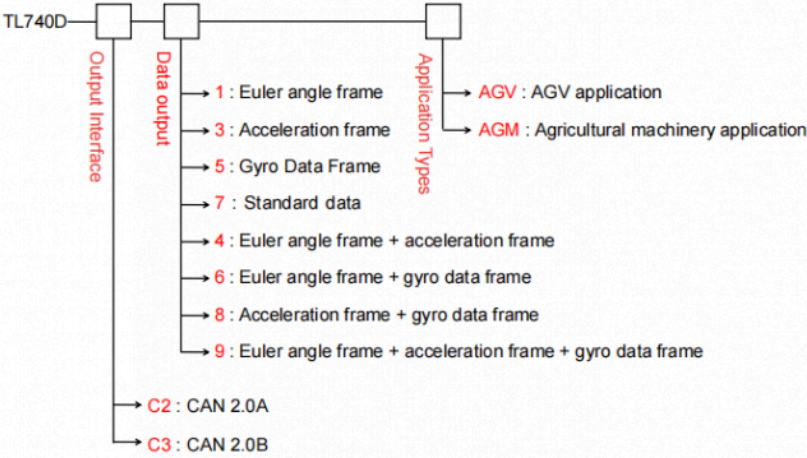 TL740D
Output Interface
Data output
Application Types
1 : Euler angle frame
3 : Acceleration frame
5 : Gyro Data Frame
7 : Standard data
4 : Euler angle frame + acceleration frame
6 : Euler angle frame + gyro data frame
8 : Acceleration frame + gyro data frame
9 : Euler angle frame + acceleration frame + gyro data frame
AGV : AGV application
AGM : Agricultural machinery application
C2 : CAN 2.0A
C3 : CAN 2.0B